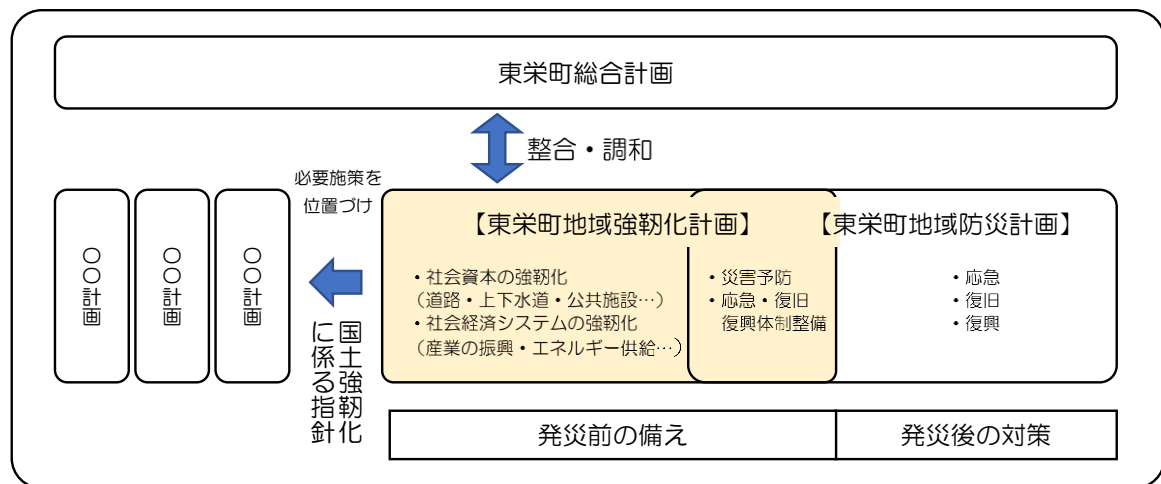 東栄町総合計画
整合・調和
必要施策を
位置づけ
〇〇計画
〇〇計画
〇〇計画
国土強靭化
に係る指針
【東栄町地域強靭化計画】
・社会資本の強靭化
（道路・上下水道・公共施設…）
・社会経済システムの強靭化
（産業の振興・エネルギー供給…）
・災害予防
・応急・復旧
復興体制整備
【東栄町地域防災計画】
・応急
・復旧
・復興
発災前の備え
発災後の対策